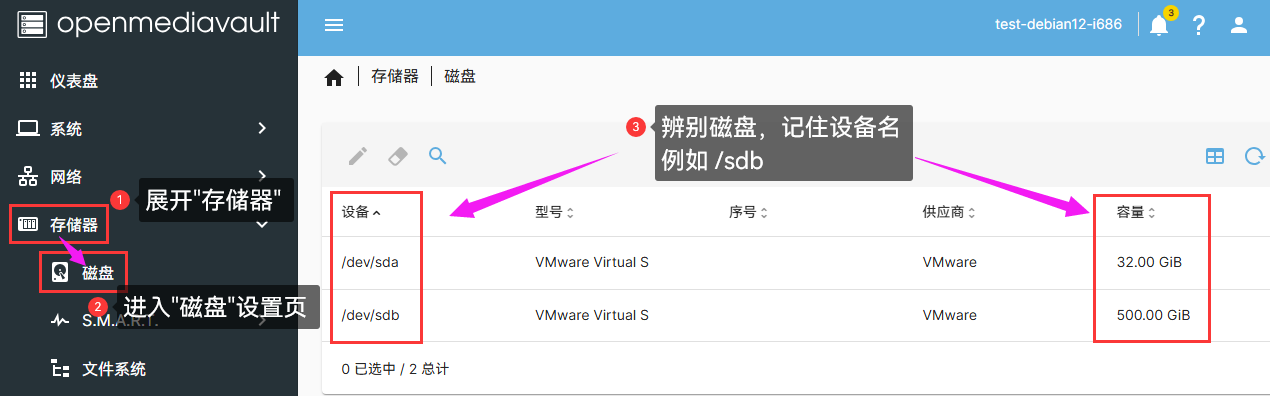 openmediavault
test-debian12-i686
3
仪表盘
存储器
磁盘
系统
3
辨别磁盘，记住设备名
例如 /sdb
网络
1
展开"存储器"
存储器
设备
型号
序号
供应商
容量
磁盘
/dev/sda
VMware Virtual S
VMware
32.00 GiB
2
进入"磁盘"设置页
S.M.A.R.T.
/dev/sdb
VMware Virtual S
VMware
500.00 GiB
文件系统
0 已选中 / 2 总计